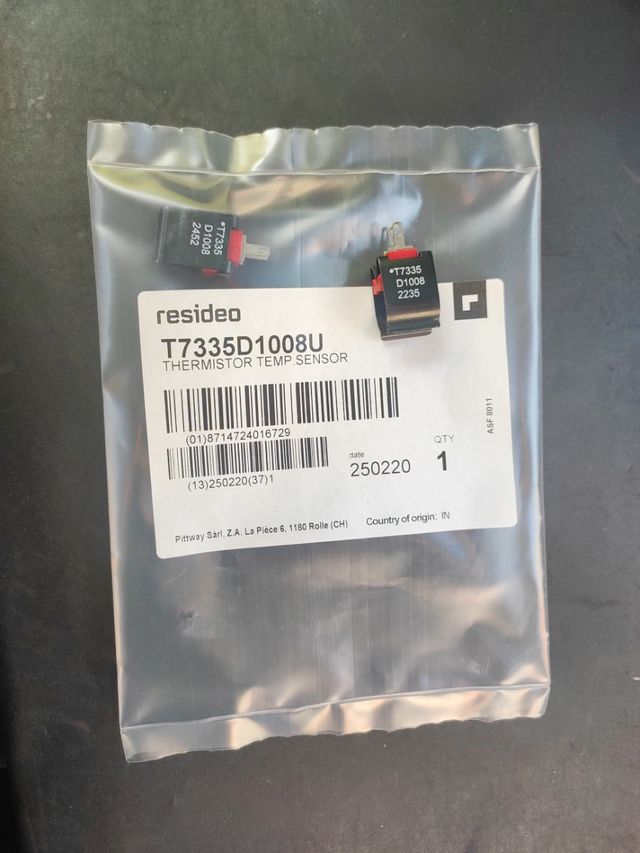 •T7335
D1008
2452
•T7335
D1008
2235
resideo
T7335D1008U
THERMISTOR TEMP.SENSOR
(01)8714724016729
(13)250220(37)1
date
250220
QTY
1
ASF 8011
Pittway Sàrl, Z.A. La Pièce 6, 1180 Rolle (CH)
Country of origin: IN